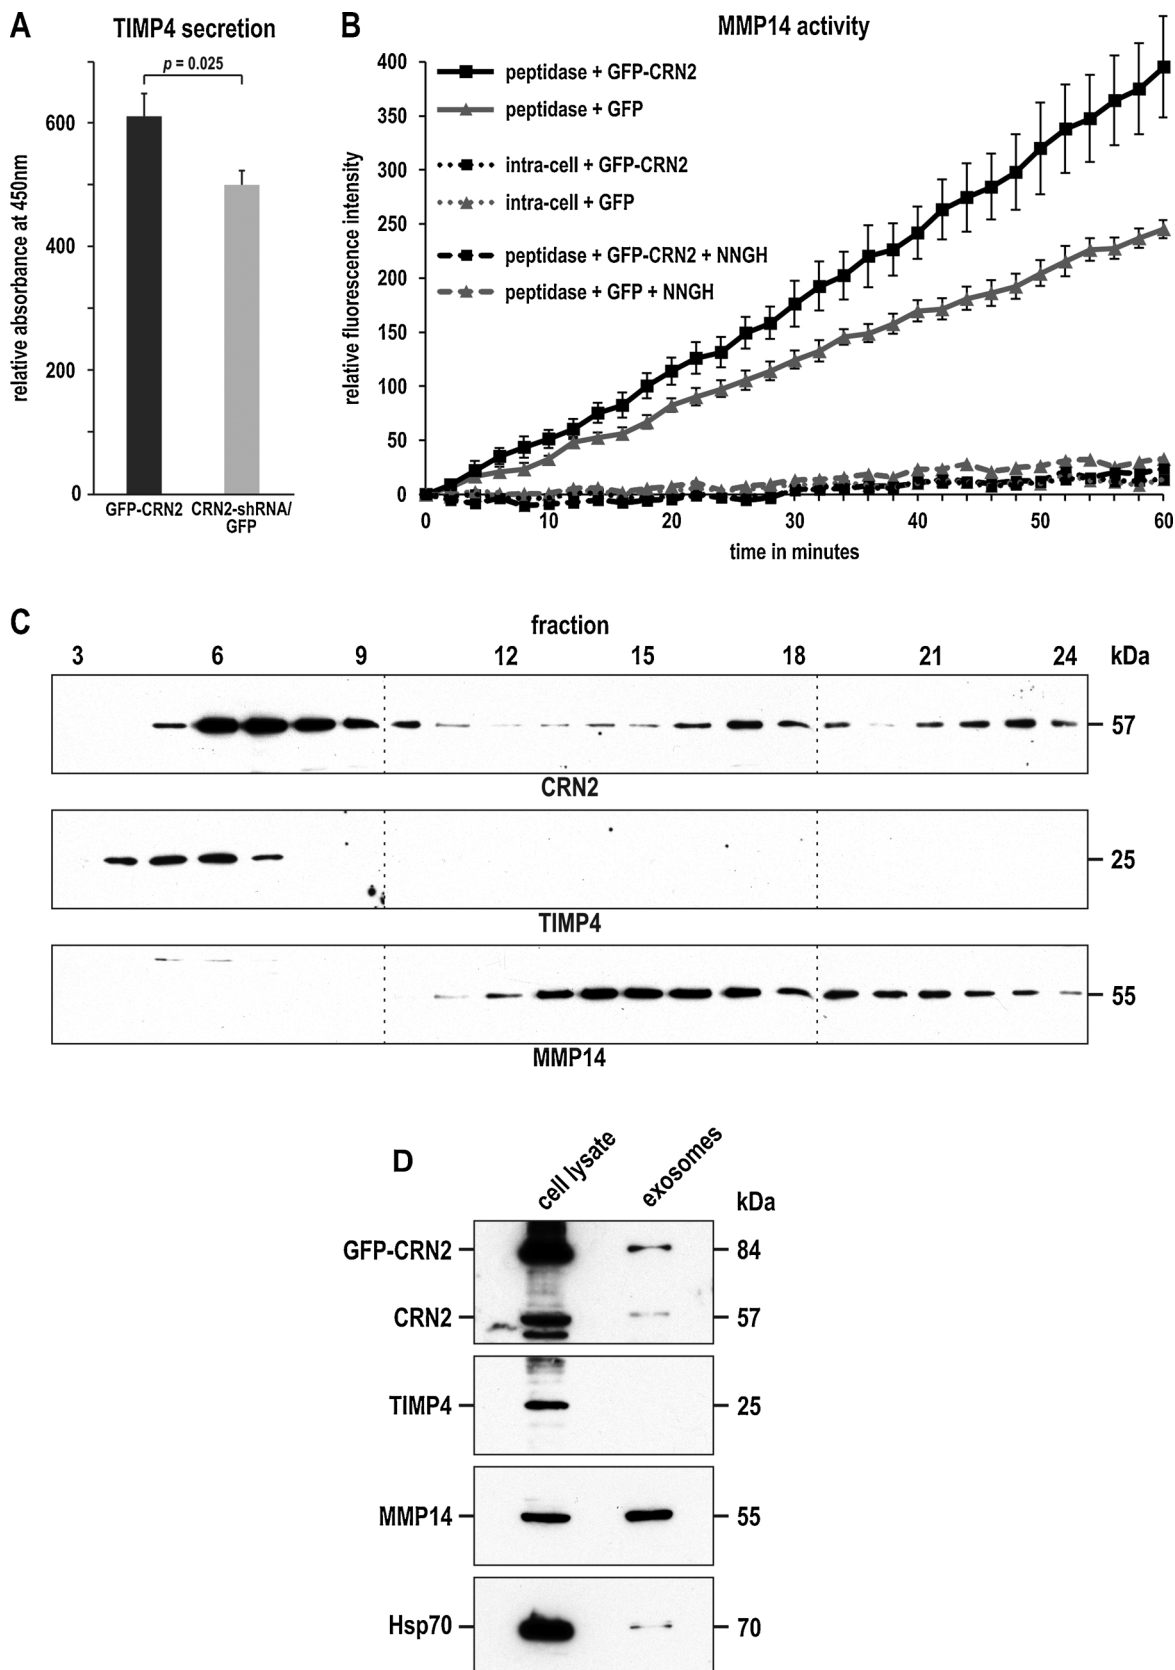 A
TIMP4 secretion
p = 0.025
relative absorbance at 450nm
600
400
200
0
GFP-CRN2
CRN2-shRNA/
GFP
B
MMP14 activity
relative fluorescence intensity
400
350
300
250
200
150
100
50
0
peptidase + GFP-CRN2
peptidase + GFP
intra-cell + GFP-CRN2
intra-cell + GFP
peptidase + GFP-CRN2 + NNGH
peptidase + GFP + NNGH
0 10 20 30 40 50 60
time in minutes
C
fraction
3 6 9 12 15 18 21 24 kDa
57
CRN2
25
TIMP4
55
MMP14
D
cell lysate
exosomes
kDa
GFP-CRN2 84
CRN2 57
TIMP4 25
MMP14 55
Hsp70 70